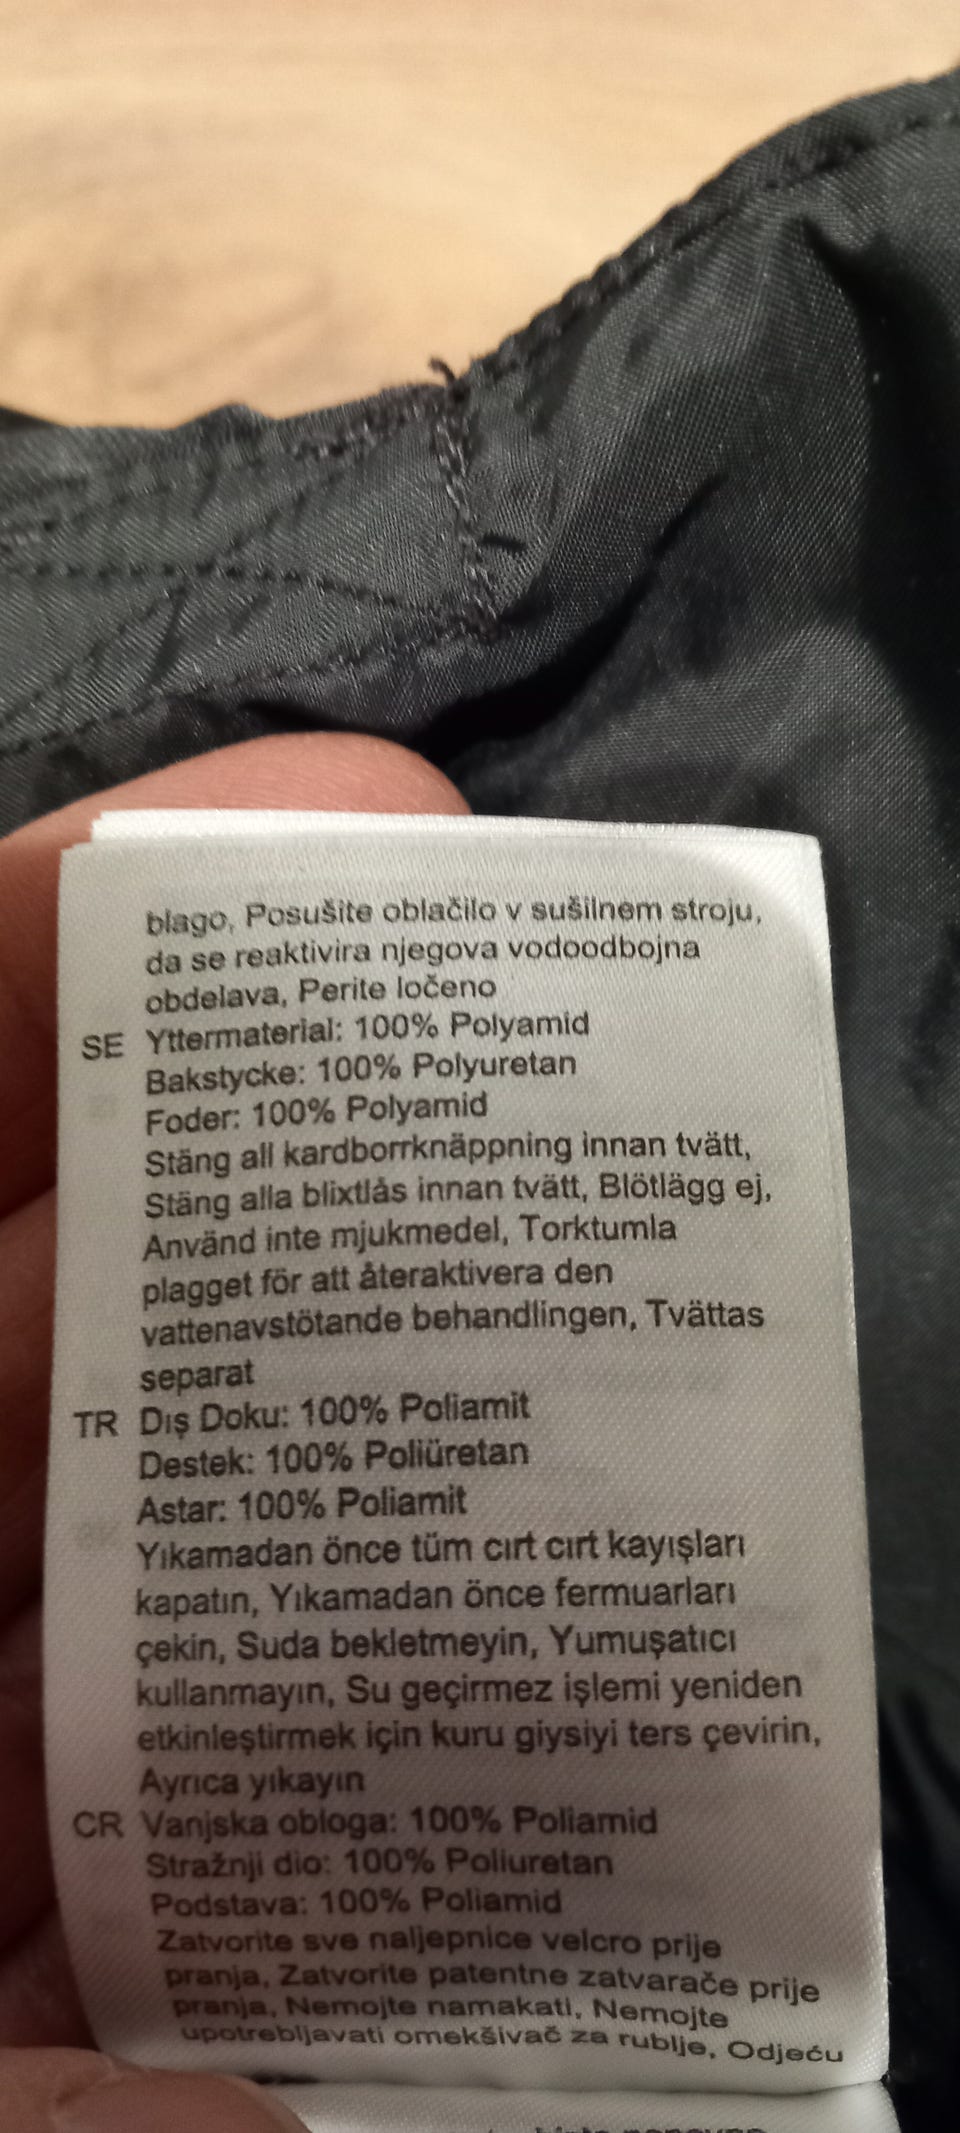 blago, Posušite oblačilo v sušilnem stroju,
da se reaktivira njegova vodoodbojna
obdelava, Perite ločeno
SE Yttermaterial: 100% Polyamid
Bakstycke: 100% Polyuretan
Foder: 100% Polyamid
Stäng all kardborrknäppning innan tvätt,
Stäng alla blixtlås innan tvätt, Blötlägg ej,
Använd inte mjukmedel, Torktumla
plagget för att återaktivera den
vattenavstötande behandlingen, Tvättas
separat
TR Dış Doku: 100% Poliamit
Destek: 100% Poliüretan
Astar: 100% Poliamit
Yıkamadan önce tüm cırt cırt kayışları
kapatın, Yıkamadan önce fermuarları
çekin, Suda bekletmeyin, Yumuşatıcı
kullanmayın, Su geçirmez işlemi yeniden
etkinleştirmek için kuru giysiyi ters çevirin,
Ayrıca yıkayın
CR Vanjska obloga: 100% Poliamid
Stražnji dio: 100% Poliuretan
Podstava: 100% Poliamid
Zatvorite sve naljepnice velcro prije
pranja, Zatvorite patentne zatvarače prije
pranja, Nemojte namakati, Nemojte
upotrebljavati omekšivač za rublje, Odjeću